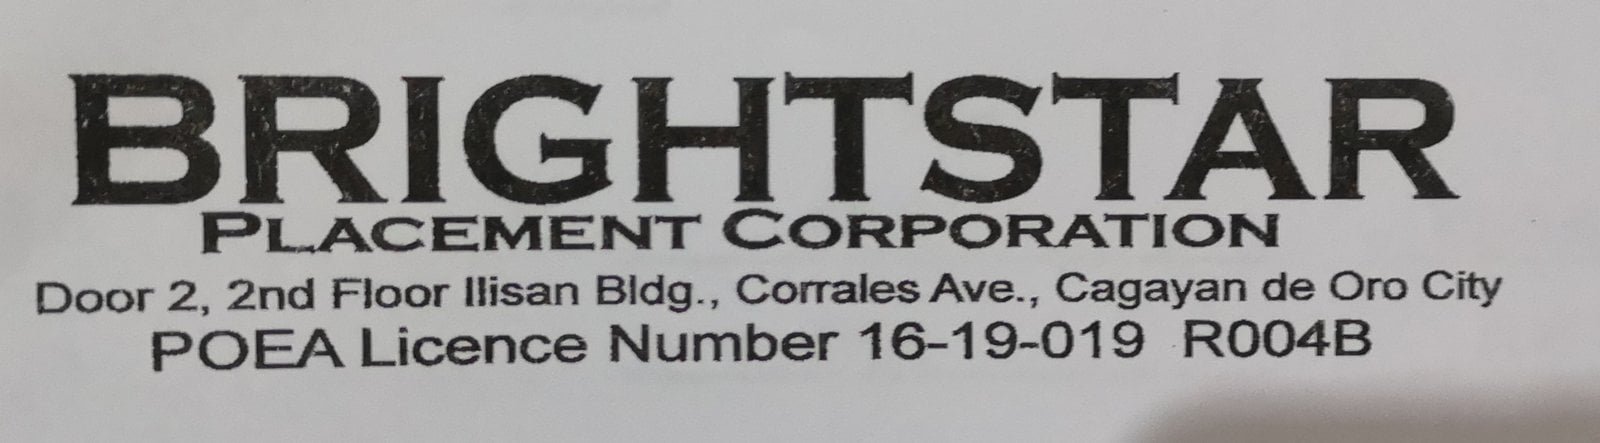 BRIGHTSTAR
PLACEMENT CORPORATION
Door 2, 2nd Floor Ilisan Bldg., Corrales Ave., Cagayan de Oro City
POEA Licence Number 16-19-019 R004B